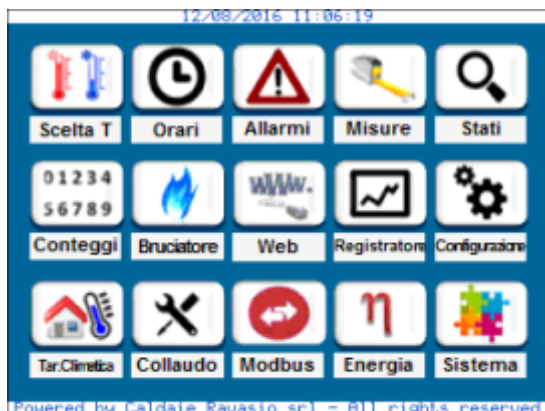 12/08/2016 11:06:19
Scelta T Orari Allarmi Misure Stati
01234
56789
WWW.
Conteggi Bruciatore Web Registratore Configurazione
η
Tar.Climatica Collaudo Modbus Energia Sistema
Powered by Caldaie Ravasio srl - All rights reserved